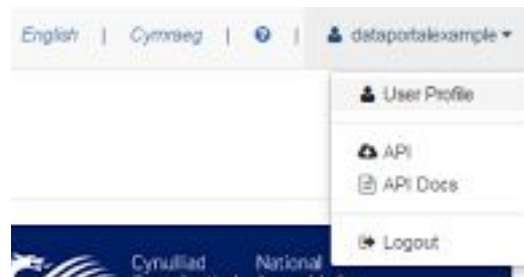 English | Cymraeg | | dataportalexample
User Profile
API
API Docs
Logout
Cynulliad National